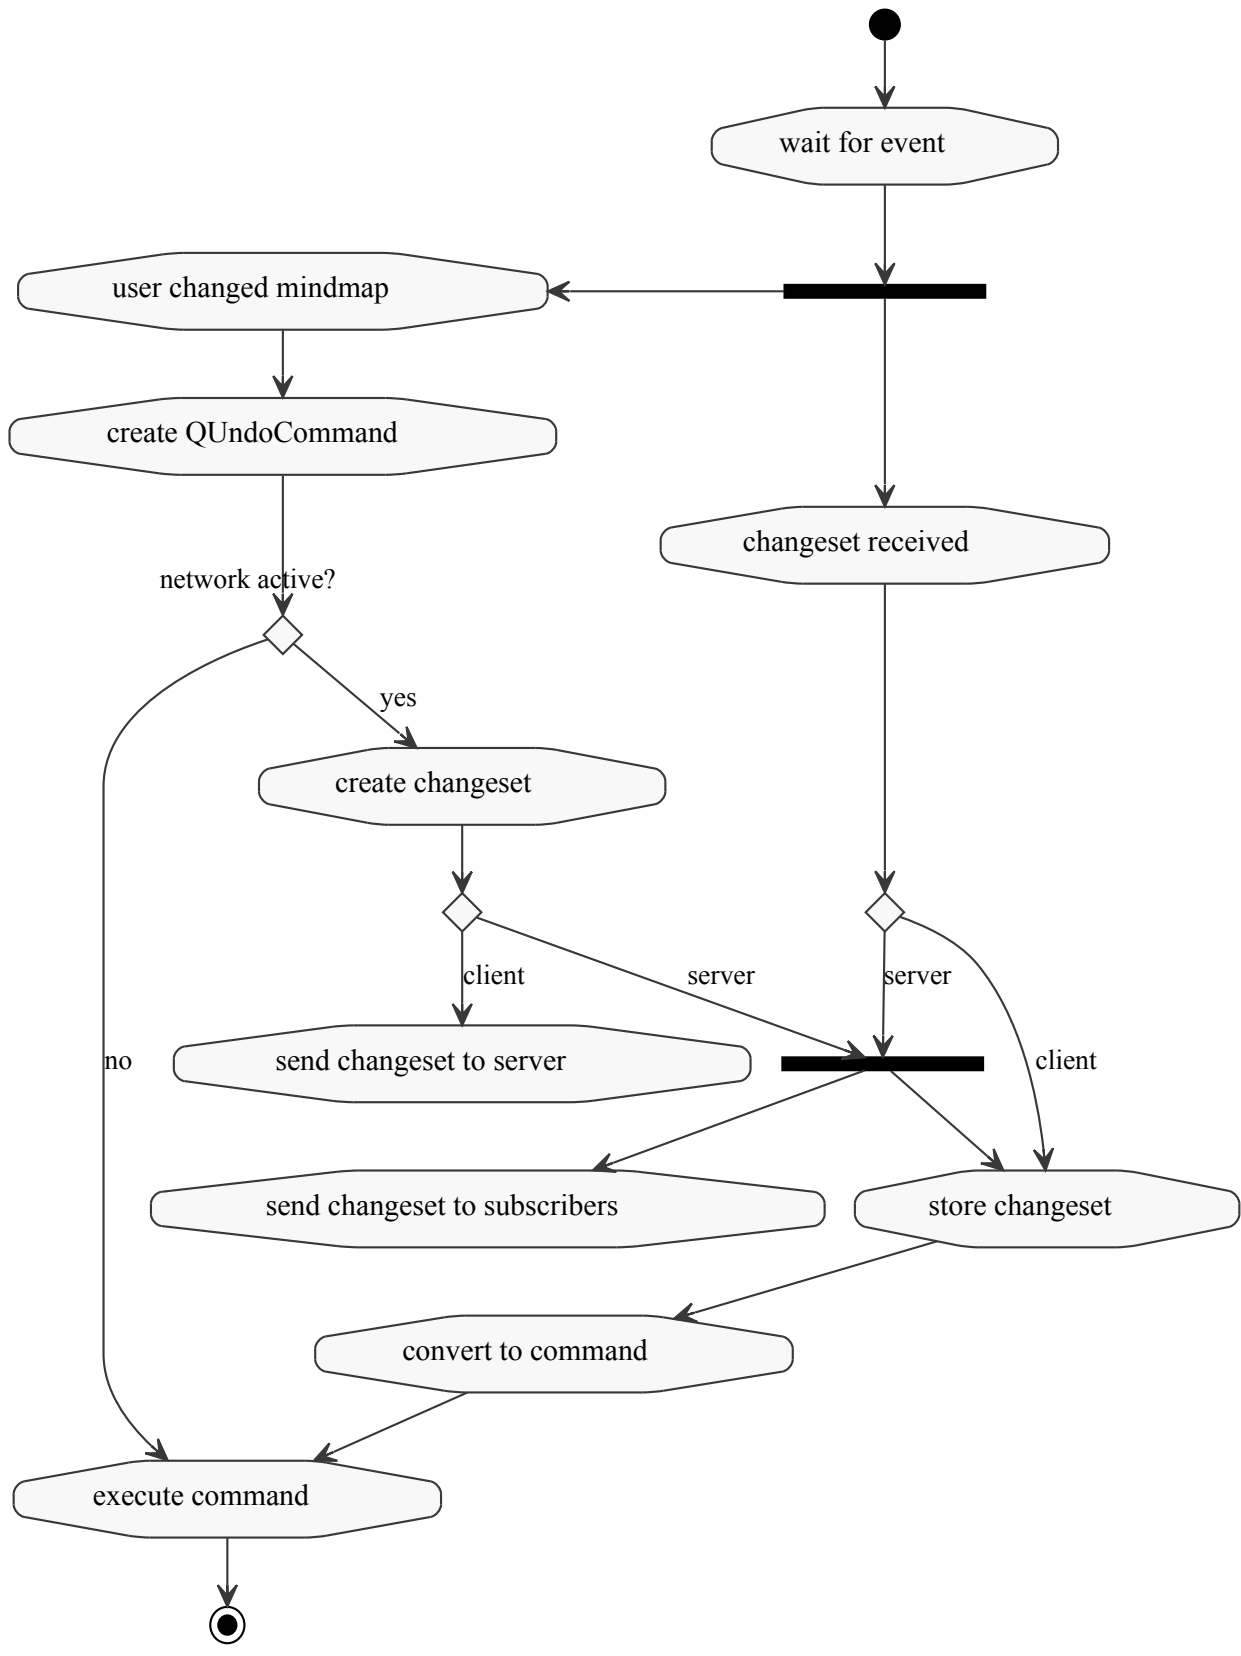 wait for event
user changed mindmap
create QUndoCommand
changeset received
network active?
yes
create changeset
client
server
server
no
send changeset to server
client
send changeset to subscribers
store changeset
convert to command
execute command